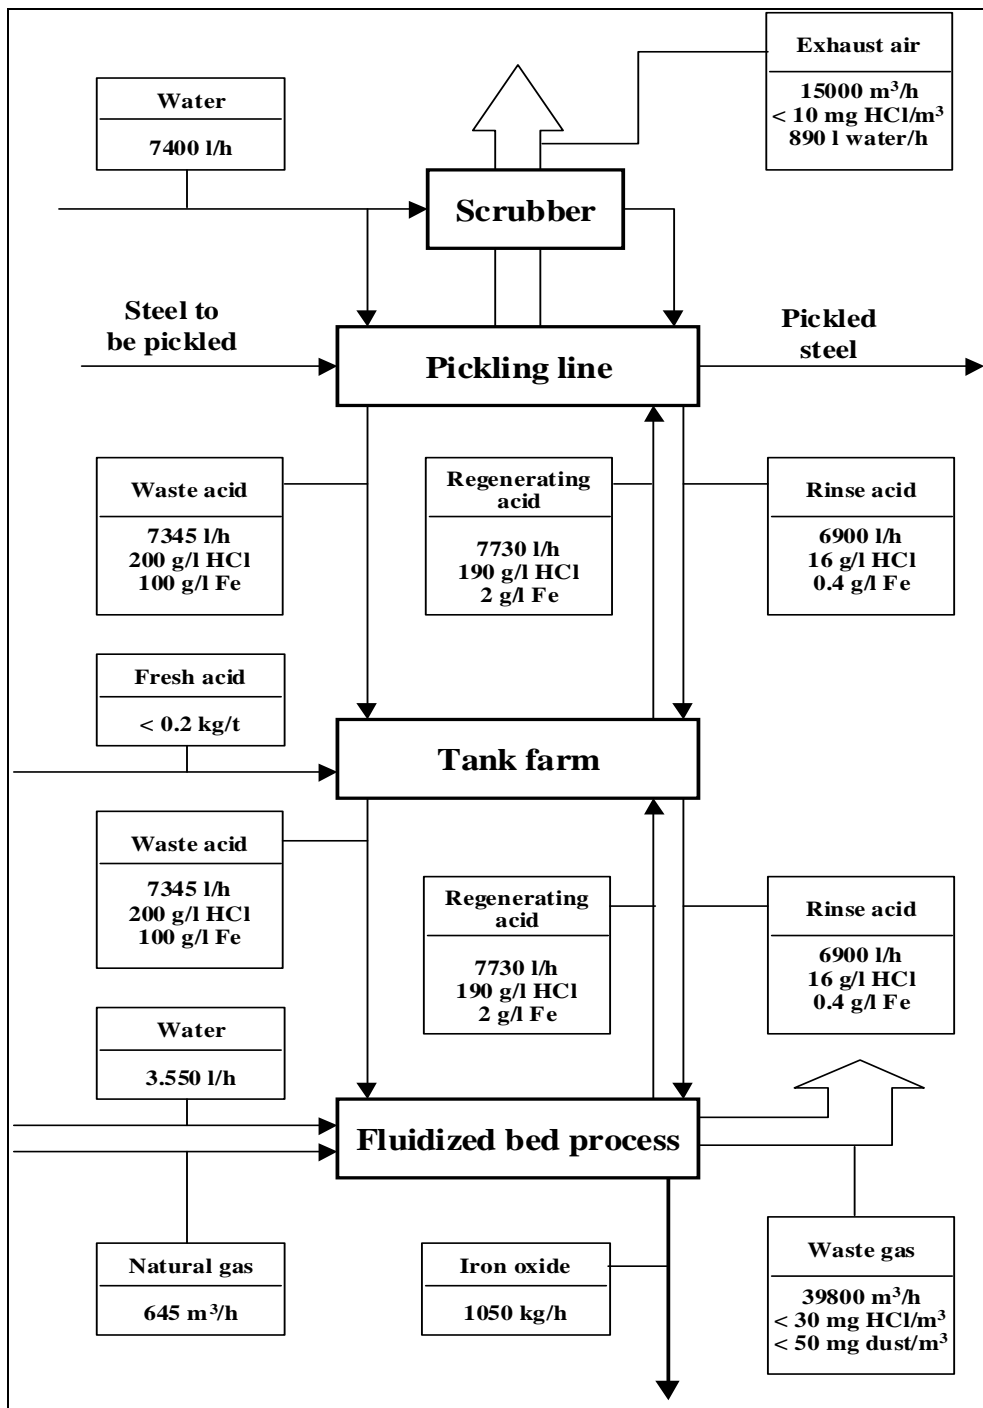 Exhaust air
15000 m³/h
< 10 mg HCl/m³
890 l water/h
Water
7400 l/h
Scrubber
Steel to
be pickled
Pickled
steel
Pickling line
Waste acid
7345 l/h
200 g/l HCl
100 g/l Fe
Regenerating
acid
7730 l/h
190 g/l HCl
2 g/l Fe
Rinse acid
6900 l/h
16 g/l HCl
0.4 g/l Fe
Fresh acid
< 0.2 kg/t
Tank farm
Waste acid
7345 l/h
200 g/l HCl
100 g/l Fe
Regenerating
acid
7730 l/h
190 g/l HCl
2 g/l Fe
Rinse acid
6900 l/h
16 g/l HCl
0.4 g/l Fe
Water
3.550 l/h
Fluidized bed process
Natural gas
645 m³/h
Iron oxide
1050 kg/h
Waste gas
39800 m³/h
< 30 mg HCl/m³
< 50 mg dust/m³